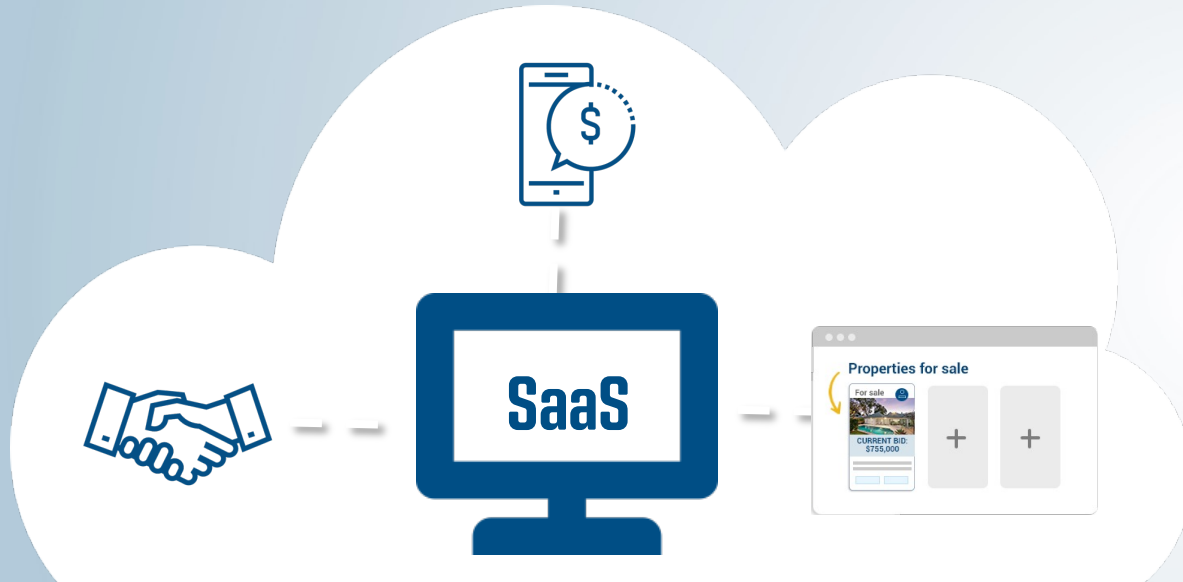 $
SaaS
Properties for sale
For sale
CURRENT BID:
$755,000
+
+